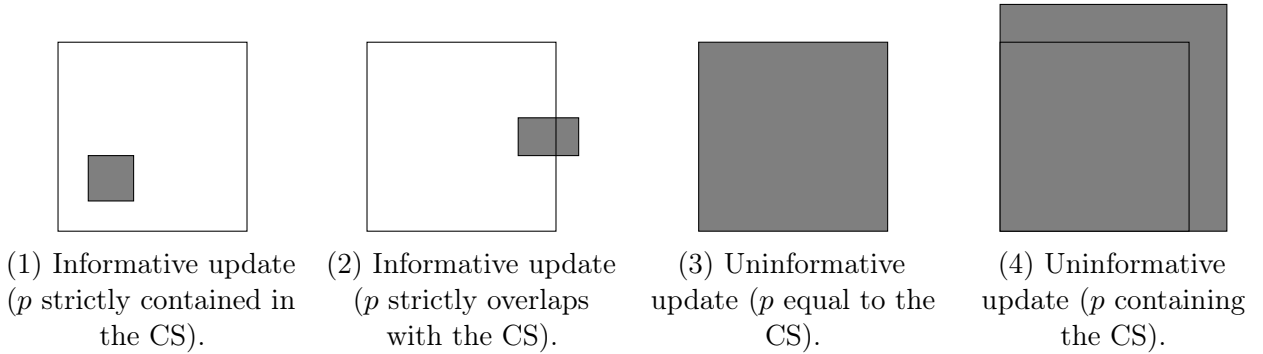 (1) Informative update
(p strictly contained in
the CS).
(2) Informative update
(p strictly overlaps
with the CS).
(3) Uninformative
update (p equal to the
CS).
(4) Uninformative
update (p containing
the CS).